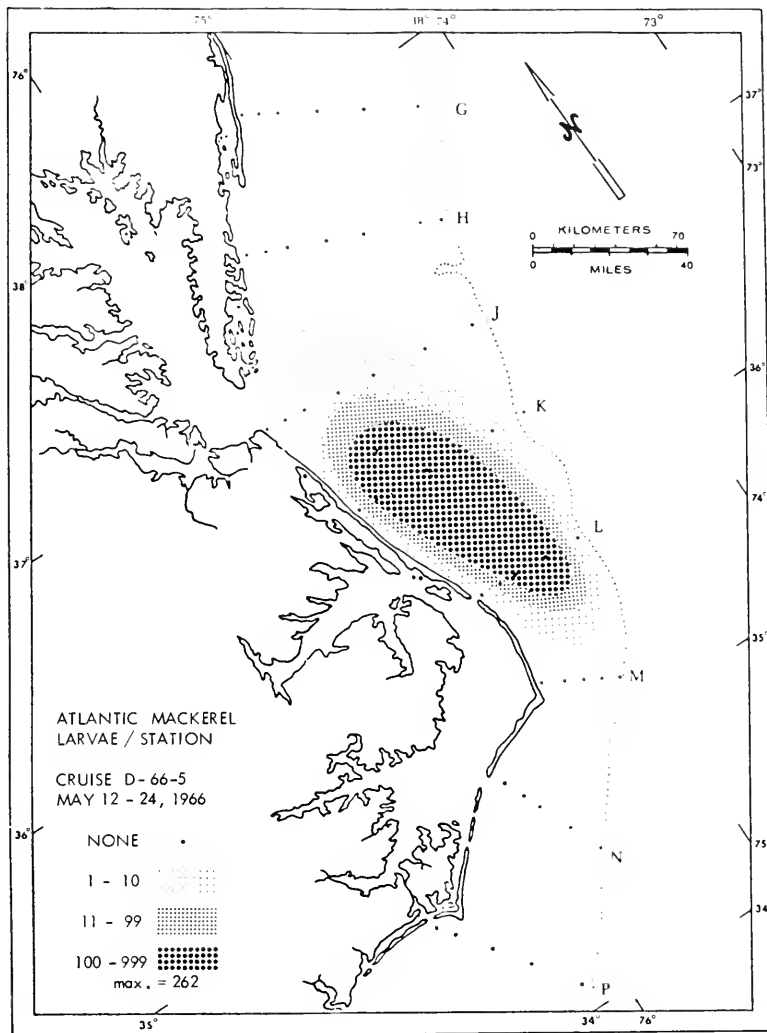 75° 38° 74° 73°
76°
37°
G
N
73°
H
KILOMETERS
0 70
0 40
MILES
38°
J
36°
K
74°
L
37°
35°
M
ATLANTIC MACKEREL
LARVAE / STATION
CRUISE D-66-5
MAY 12 - 24, 1966
36°
NONE
75°
N
1 - 10
34°
11 - 99
100 - 999
max. = 262
P
35° 34° 76°